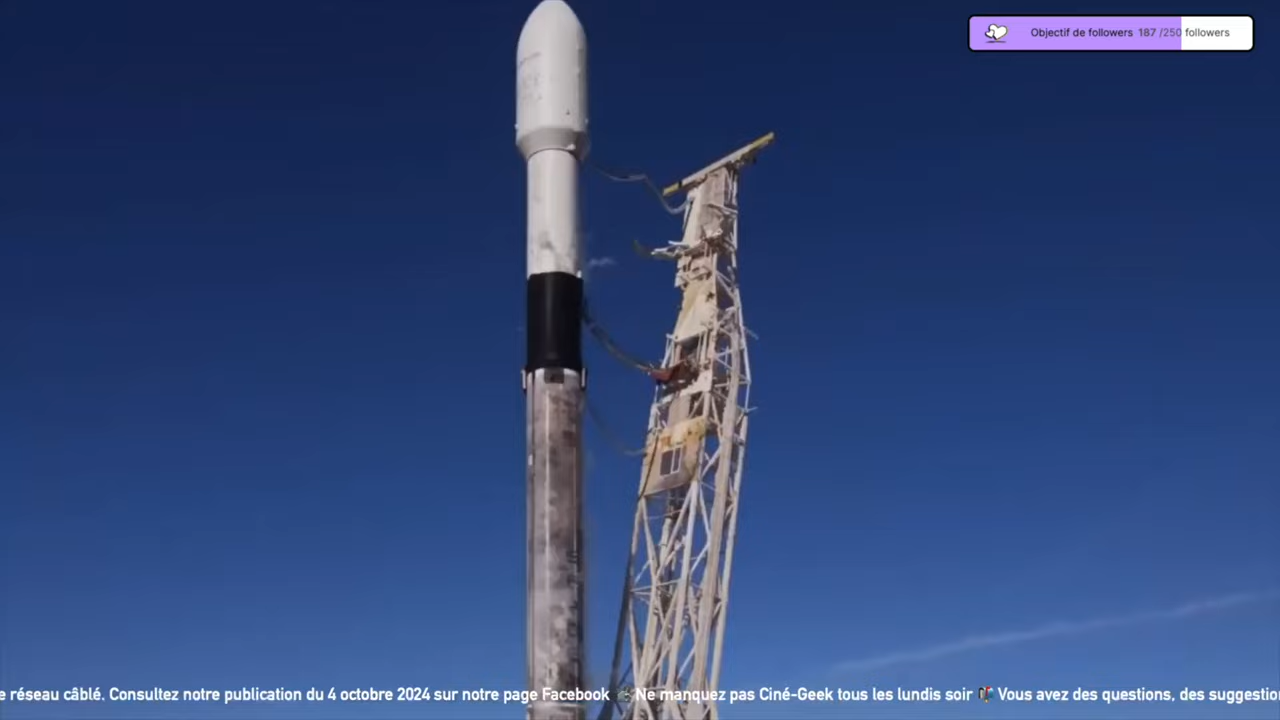 Objectif de followers 187 /250 followers
e réseau câblé. Consultez notre publication du 4 octobre 2024 sur notre page Facebook Ne manquez pas Ciné-Geek tous les lundis soir Vous avez des questions, des suggestion